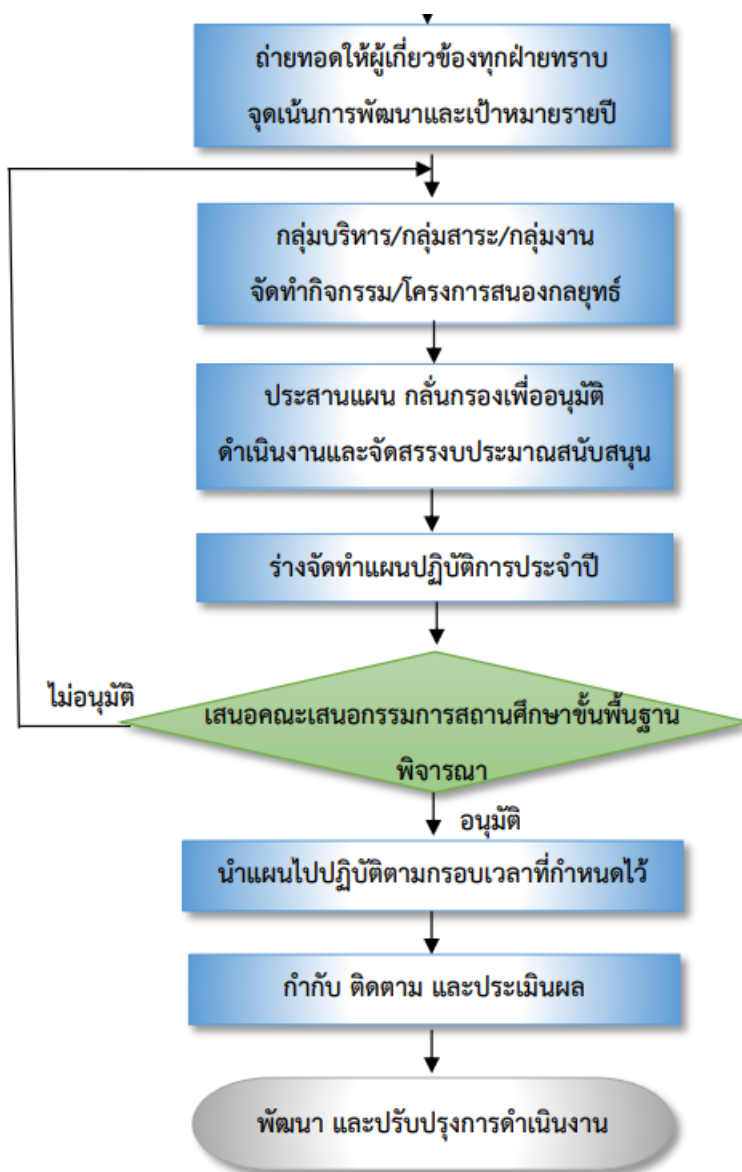 ถ่ายทอดให้ผู้เกี่ยวข้องทุกฝ่ายทราบ
จุดเน้นการพัฒนาและเป้าหมายรายปี
กลุ่มบริหาร/กลุ่มสาระ/กลุ่มงาน
จัดทำกิจกรรม/โครงการสนองกลยุทธ์
ประสานแผน กลั่นกรองเพื่ออนุมัติ
ดำเนินงานและจัดสรรงบประมาณสนับสนุน
ร่างจัดทำแผนปฏิบัติการประจำปี
ไม่อนุมัติ
เสนอคณะเสนอกรรมการสถานศึกษาขั้นพื้นฐาน
พิจารณา
อนุมัติ
นำแผนไปปฏิบัติตามกรอบเวลาที่กำหนดไว้
กำกับ ติดตาม และประเมินผล
พัฒนา และปรับปรุงการดำเนินงาน